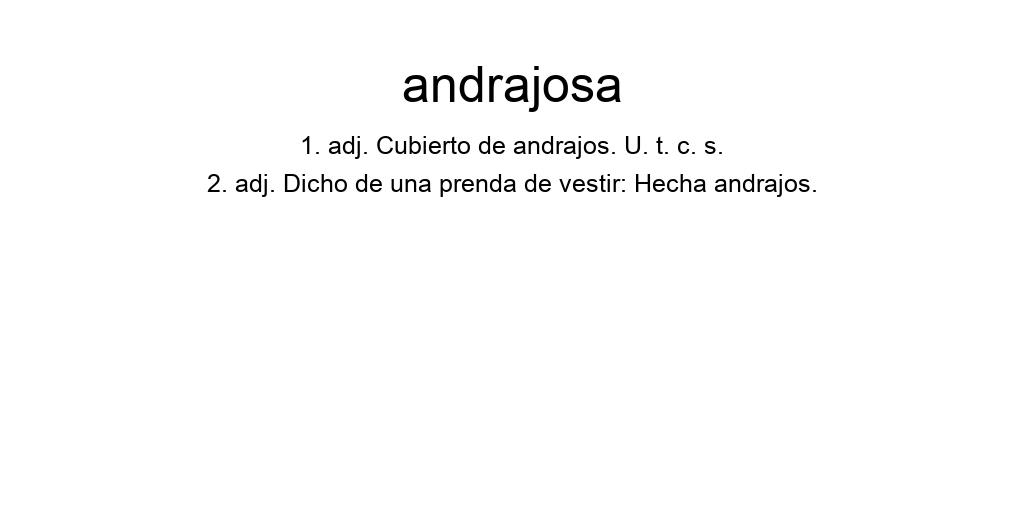 andrajosa
1. adj. Cubierto de andrajos. U. t. c. s.
2. adj. Dicho de una prenda de vestir: Hecha andrajos.